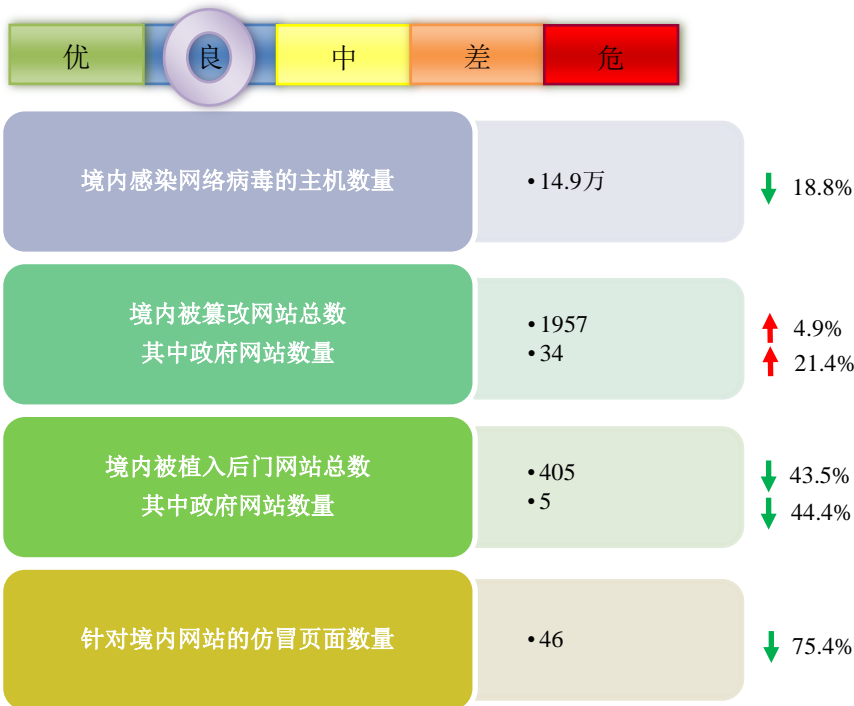 优 良 中 差 危
境内感染网络病毒的主机数量
•14.9万
18.8%
境内被篡改网站总数
其中政府网站数量
•1957
•34
4.9%
21.4%
境内被植入后门网站总数
其中政府网站数量
•405
•5
43.5%
44.4%
针对境内网站的仿冒页面数量
•46
75.4%